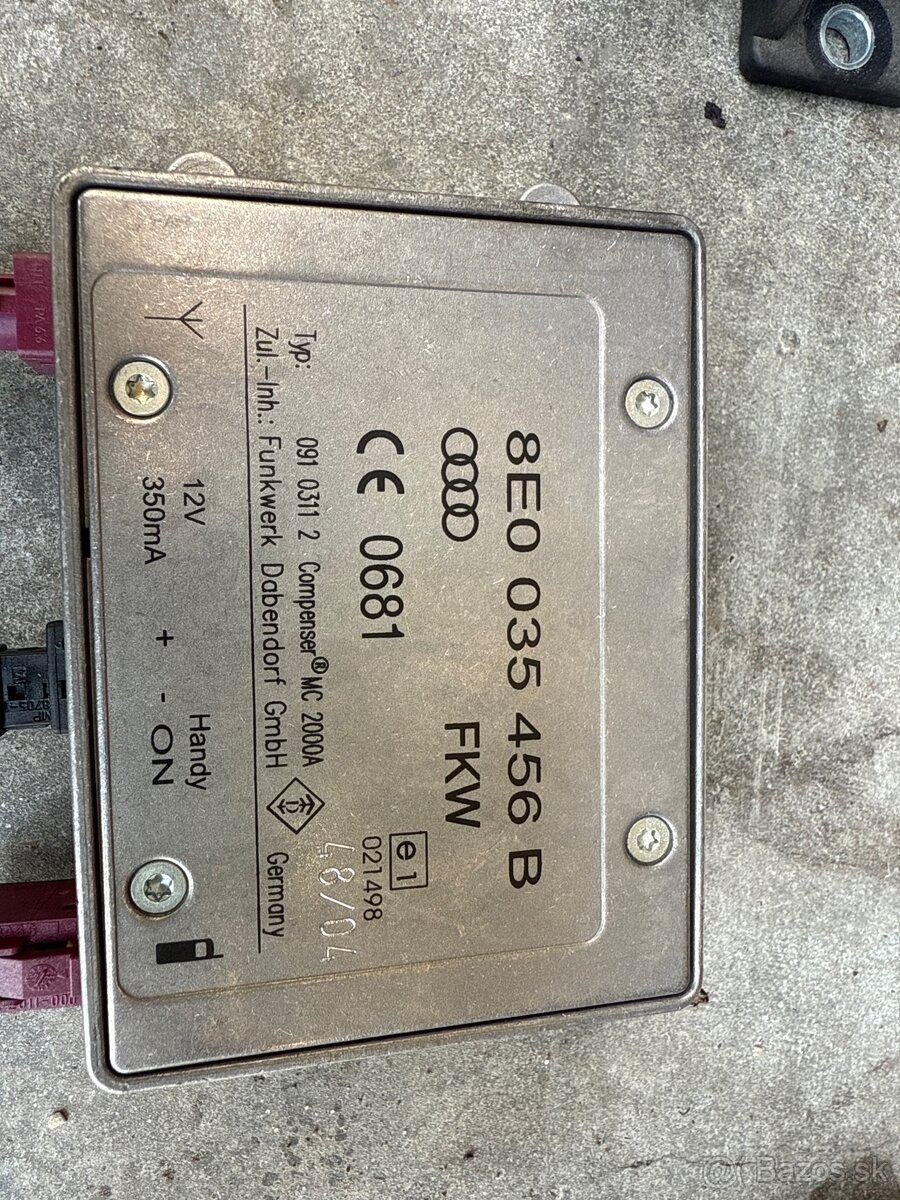 8E0 035 456 B
FKW
CE 0681
e1
021498
48/04
Typ: 091 0311 2 Compenser® MC 2000A
Zul.-Inh.: Funkwerk Dabendorf GmbH D Germany
12V
350mA + - Handy
ON
Bazos.sk